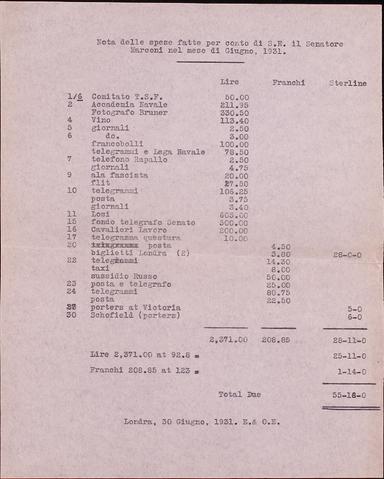 Nota delle spese fatte per conto di S.E. il Senatore
Marconi nel mese di Giugno, 1931.
Lire Franchi Sterline
1/6 Comitato T.S.F. 50.00
2 Accademia Navale 211.95
Fotografo Bruner 330.50
4 Vino 113.40
5 giornali 2.50
6 do. 3.00
francobolli 100.00
telegrammi e Lega Navale 78.50
7 telefono Rapallo 2.50
giornali 4.75
9 ala fascista 20.00
flit 27.50
10 telegrammi 106.25
posta 3.75
giornali 3.40
11 Losi 603.00
15 fondo telegrafo Senato 300.00
16 Cavalieri Lavoro 200.00
17 telegramma questura 10.00
20 posta 4.50
biglietti Londra (2) 3.80 28-0-0
22 telegrammi 14.30
taxi 8.00
sussidio Russo 50.00
23 posta e telegrafo 25.00
24 telegrammi 80.75
posta 22.50
porters at Victoria 5-0
30 Schofield (porters) 6-0
2,371.00 208.85 28-11-0
Lire 2,371.00 at 92.8 = 25-11-0
Franchi 208.85 at 123 = 1-14-0
Total Due 55-16-0
Londra, 30 Giugno, 1931. E.& O.E.